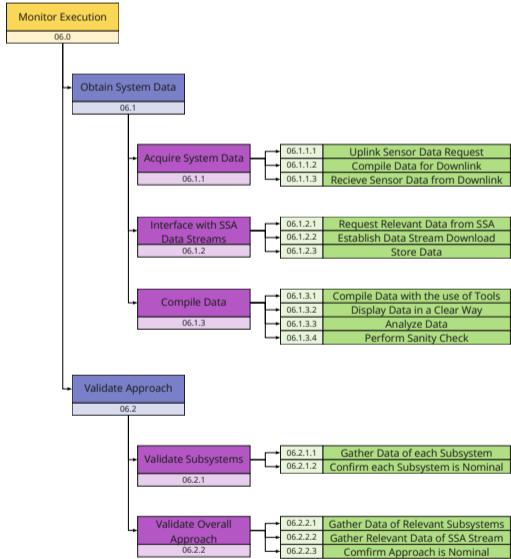 Monitor Execution
06.0
Obtain System Data
06.1
Acquire System Data
06.1.1
06.1.1.1 Uplink Sensor Data Request
06.1.1.2 Compile Data for Downlink
06.1.1.3 Recieve Sensor Data from Downlink
Interface with SSA
Data Streams
06.1.2
06.1.2.1 Request Relevant Data from SSA
06.1.2.2 Establish Data Stream Download
06.1.2.3 Store Data
Compile Data
06.1.3
06.1.3.1 Compile Data with the use of Tools
06.1.3.2 Display Data in a Clear Way
06.1.3.3 Analyze Data
06.1.3.4 Perform Sanity Check
Validate Approach
06.2
Validate Subsystems
06.2.1
06.2.1.1 Gather Data of each Subsystem
06.2.1.2 Confirm each Subsystem is Nominal
Validate Overall
Approach
06.2.2
06.2.2.1 Gather Data of Relevant Subsystems
06.2.2.2 Gather Relevant Data of SSA Stream
06.2.2.3 Comfirm Approach is Nominal